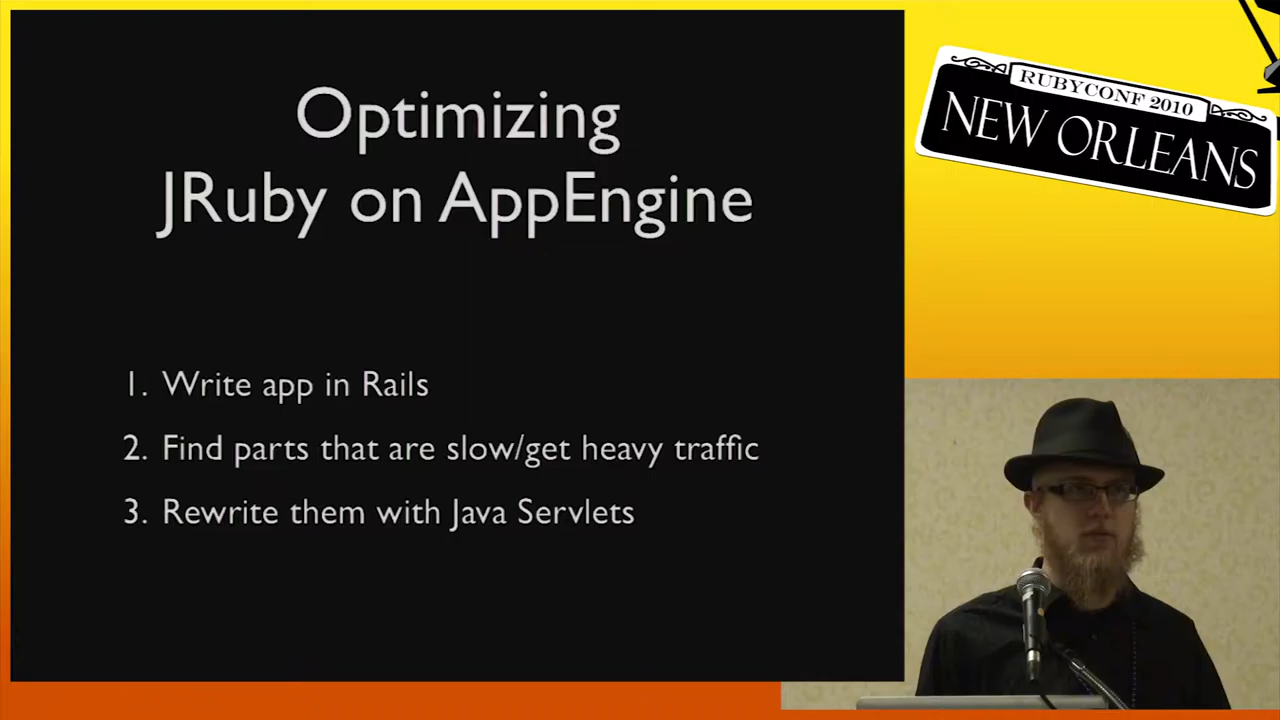 Optimizing
JRuby on AppEngine
1. Write app in Rails
2. Find parts that are slow/get heavy traffic
3. Rewrite them with Java Servlets
RUBYCONF 2010
NEW ORLEANS